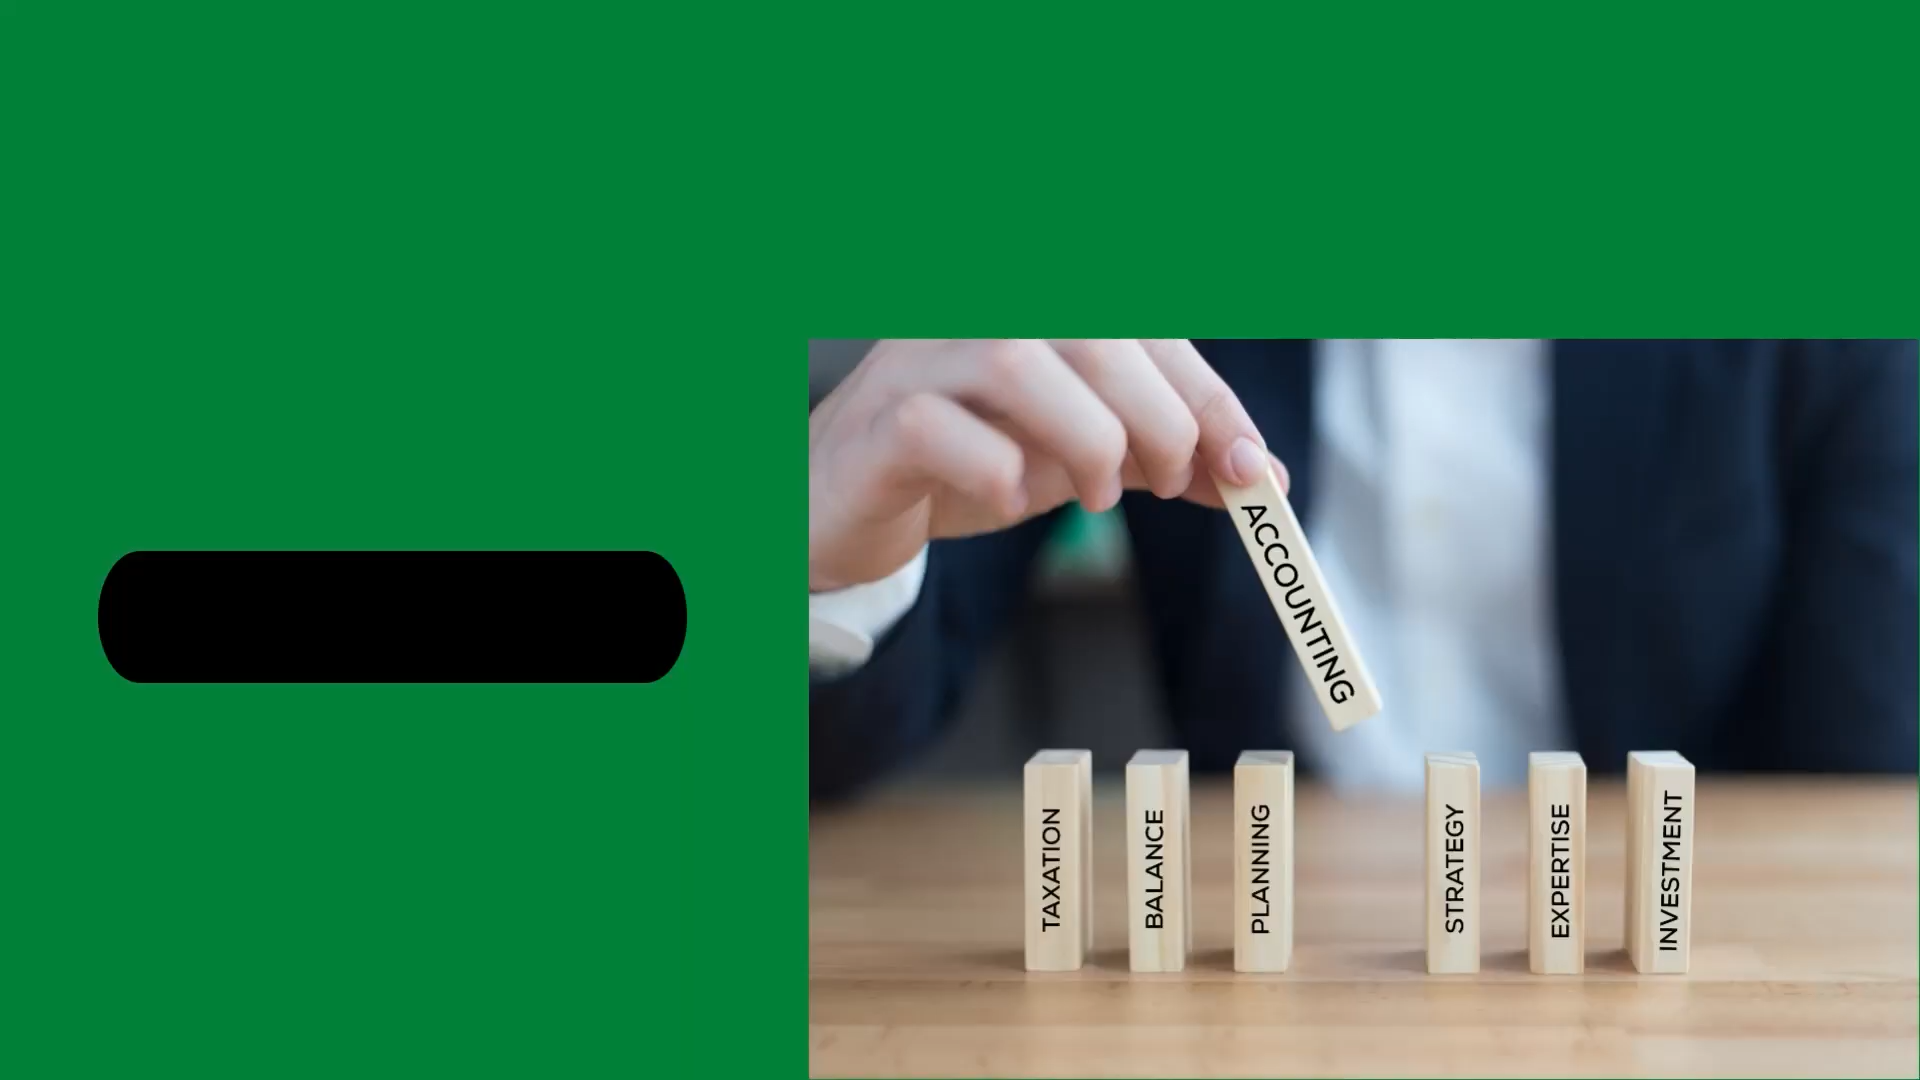 ACCOUNTING
TAXATION
BALANCE
PLANNING
STRATEGY
EXPERTISE
INVESTMENT